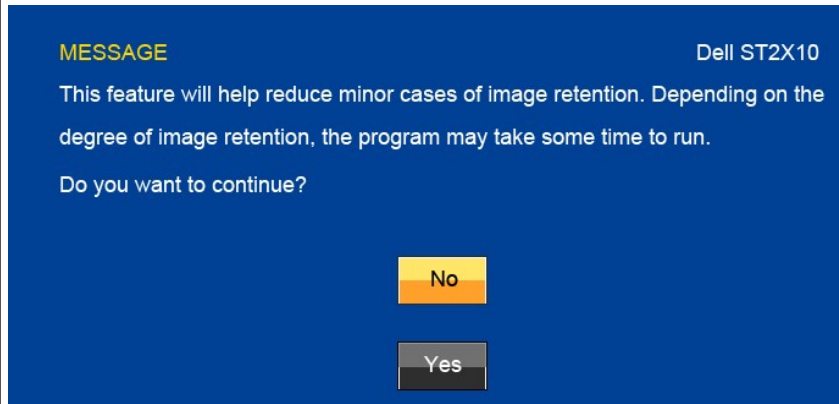 MESSAGE Dell ST2X10
This feature will help reduce minor cases of image retention. Depending on the
degree of image retention, the program may take some time to run.
Do you want to continue?
No
Yes